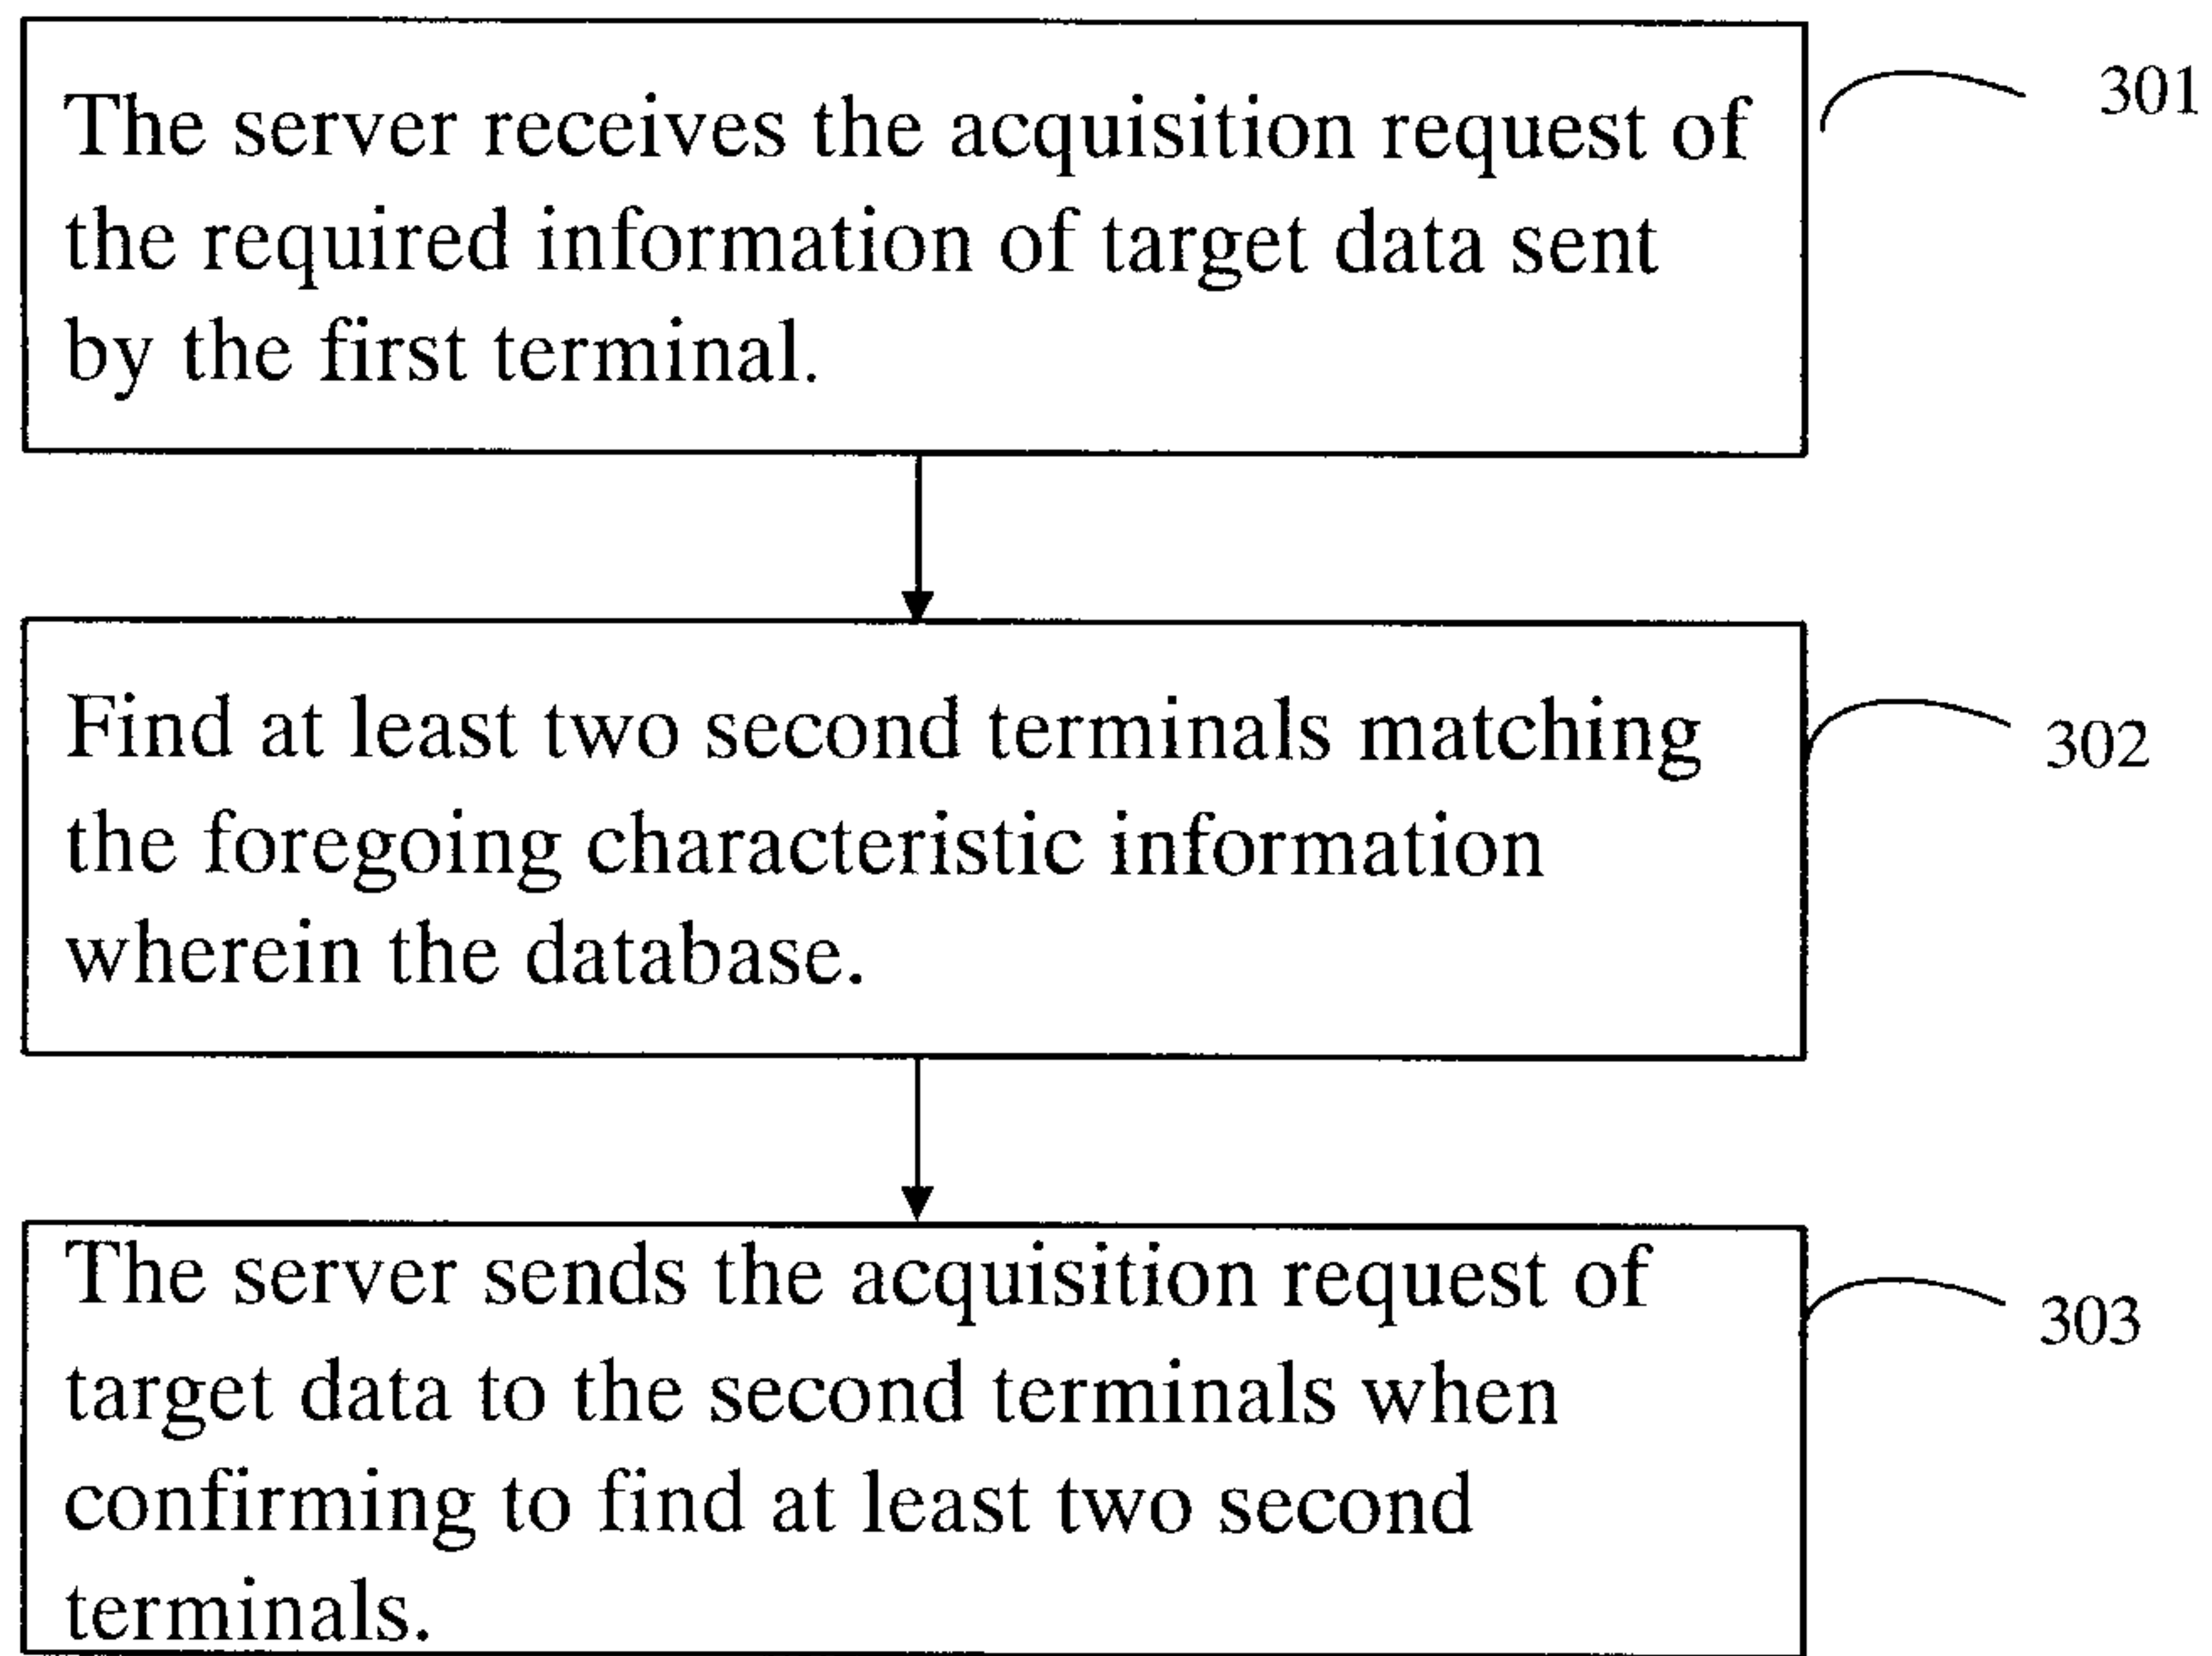 The server receives the acquisition request of
the required information of target data sent
by the first terminal.
301
Find at least two second terminals matching
the foregoing characteristic information
wherein the database.
302
The server sends the acquisition request of
target data to the second terminals when
confirming to find at least two second
terminals.
303